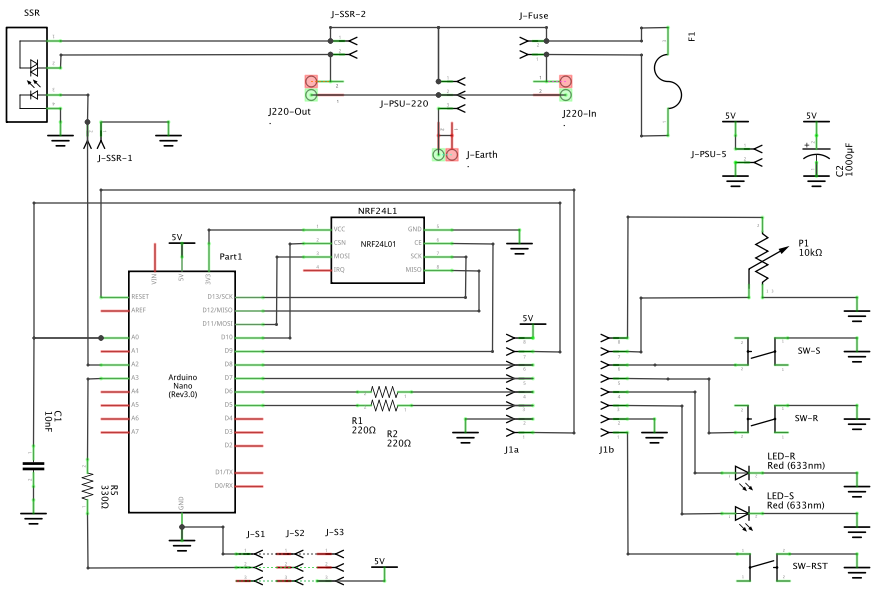 SSR
J-SSR-2
J-Fuse
F1
J220-Out
.
J-PSU-220
J220-In
.
J-Earth
.
J-SSR-1
5V
J-PSU-5
5V
+
C2
1000µF
NRF24L1
NRF24L01
VCC
CSN
MOSI
IRQ
GND
CE
SCK
MISO
5V
Part1
VIN
5V
3V3
RESET
AREF
A0
A1
A2
A3
A4
A5
A6
A7
Arduino
Nano
(Rev3.0)
D13/SCK
D12/MISO
D11/MOSI
D10
D9
D8
D7
D6
D5
D4
D3
D2
D1/TX
D0/RX
GND
C1
10nF
R5
330Ω
R1
220Ω
R2
220Ω
5V
J1a
J1b
P1
10kΩ
SW-S
SW-R
LED-R
Red (633nm)
LED-S
Red (633nm)
SW-RST
J-S1
J-S2
J-S3
5V